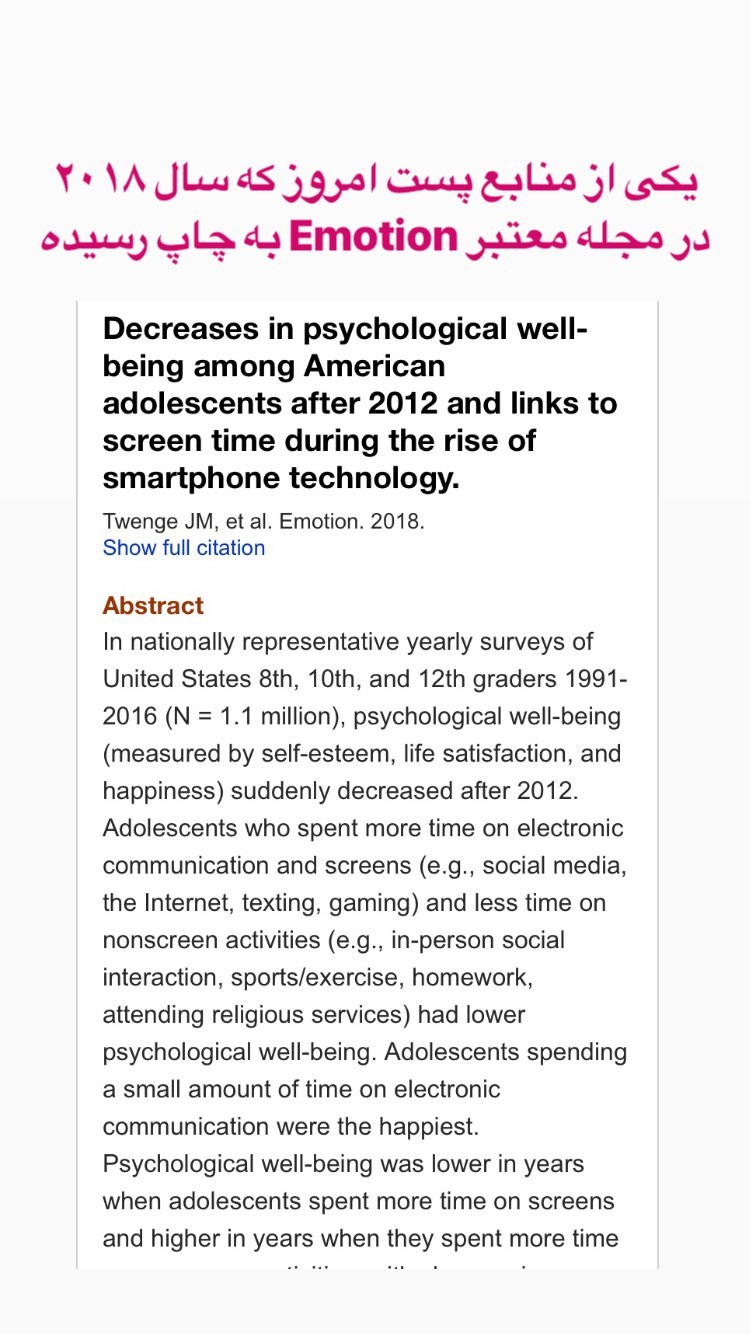 یکی از منابع پست امروز که سال ۲۰۱۸
در مجله معتبر Emotion به چاپ رسیده
Decreases in psychological well-
being among American
adolescents after 2012 and links to
screen time during the rise of
smartphone technology.
Twenge JM, et al. Emotion. 2018.
Show full citation
Abstract
In nationally representative yearly surveys of
United States 8th, 10th, and 12th graders 1991-
2016 (N = 1.1 million), psychological well-being
(measured by self-esteem, life satisfaction, and
happiness) suddenly decreased after 2012.
Adolescents who spent more time on electronic
communication and screens (e.g., social media,
the Internet, texting, gaming) and less time on
nonscreen activities (e.g., in-person social
interaction, sports/exercise, homework,
attending religious services) had lower
psychological well-being. Adolescents spending
a small amount of time on electronic
communication were the happiest.
Psychological well-being was lower in years
when adolescents spent more time on screens
and higher in years when they spent more time